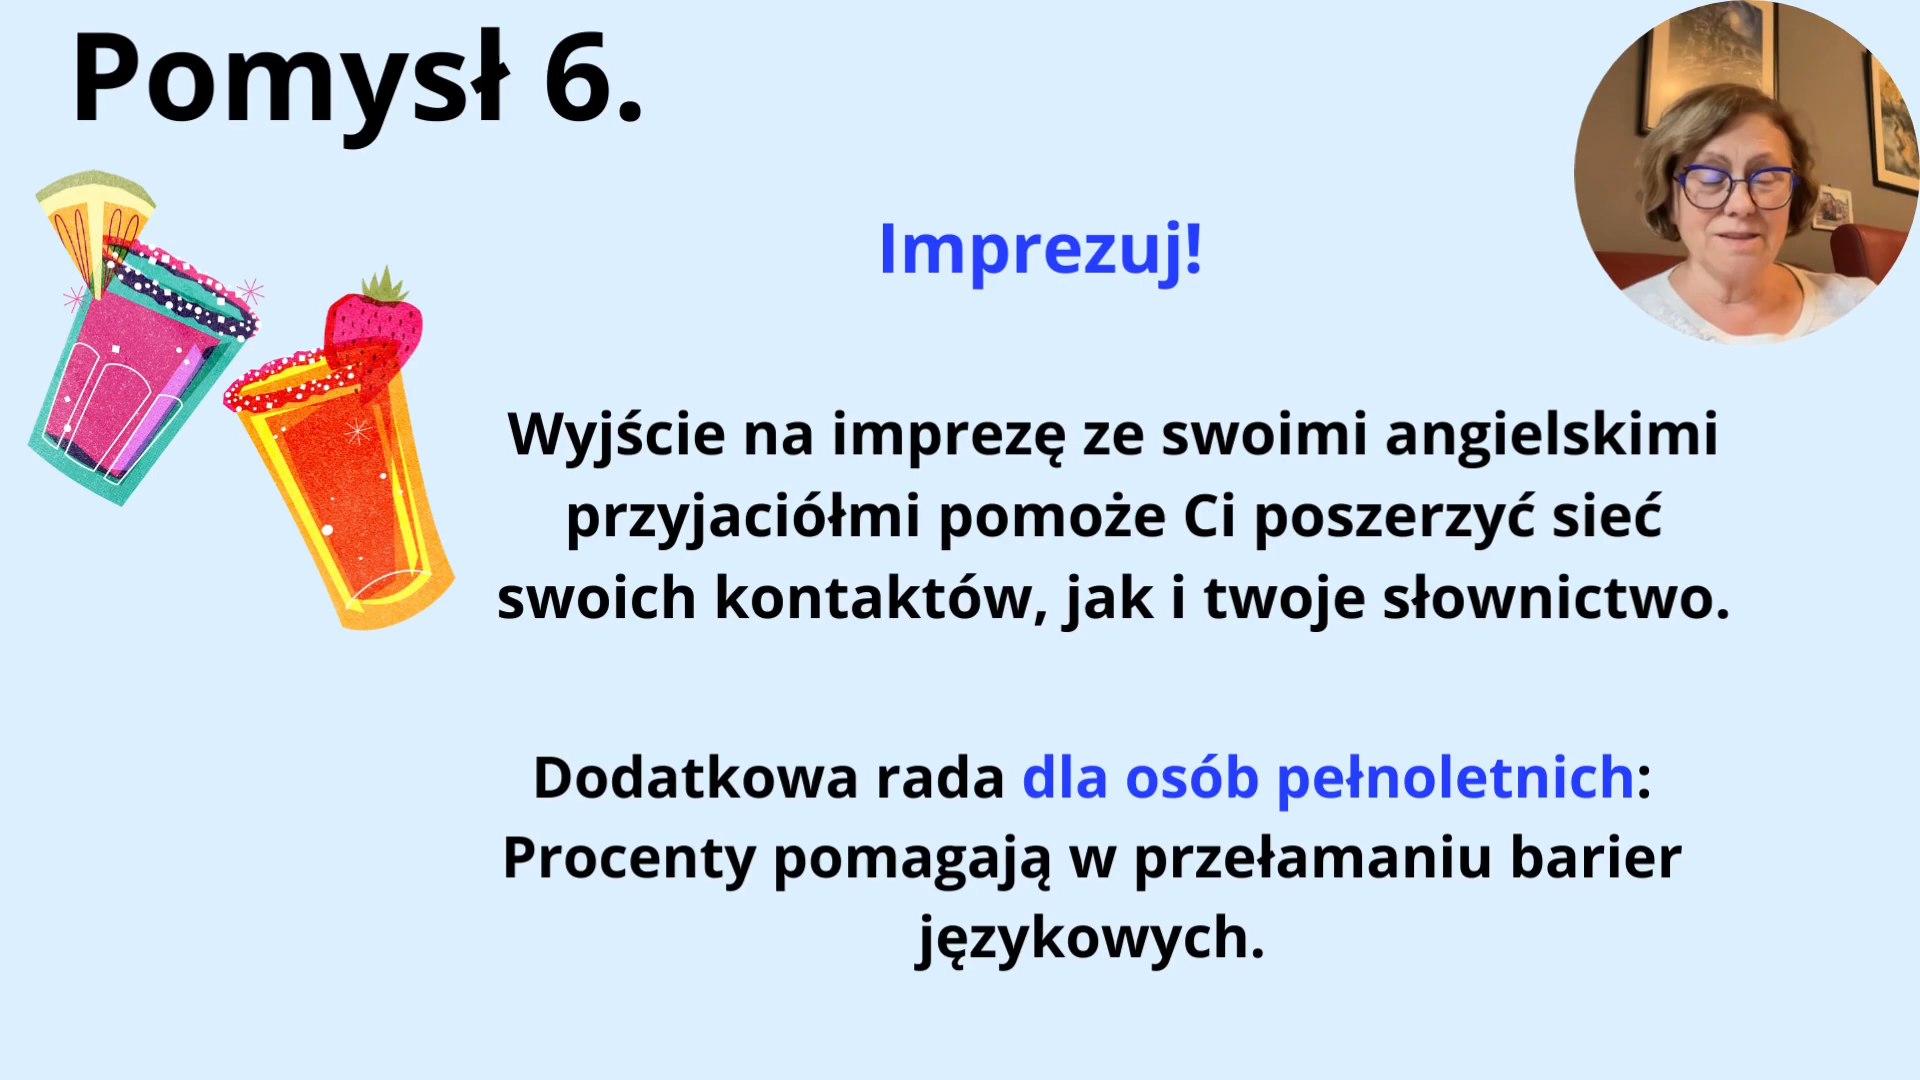 Pomysł 6.
Imprezuj!
Wyjście na imprezę ze swoimi angielskimi
przyjaciółmi pomoże Ci poszerzyć sieć
swoich kontaktów, jak i twoje słownictwo.
Dodatkowa rada dla osób pełnoletnich:
Procenty pomagają w przełamaniu barier
językowych.